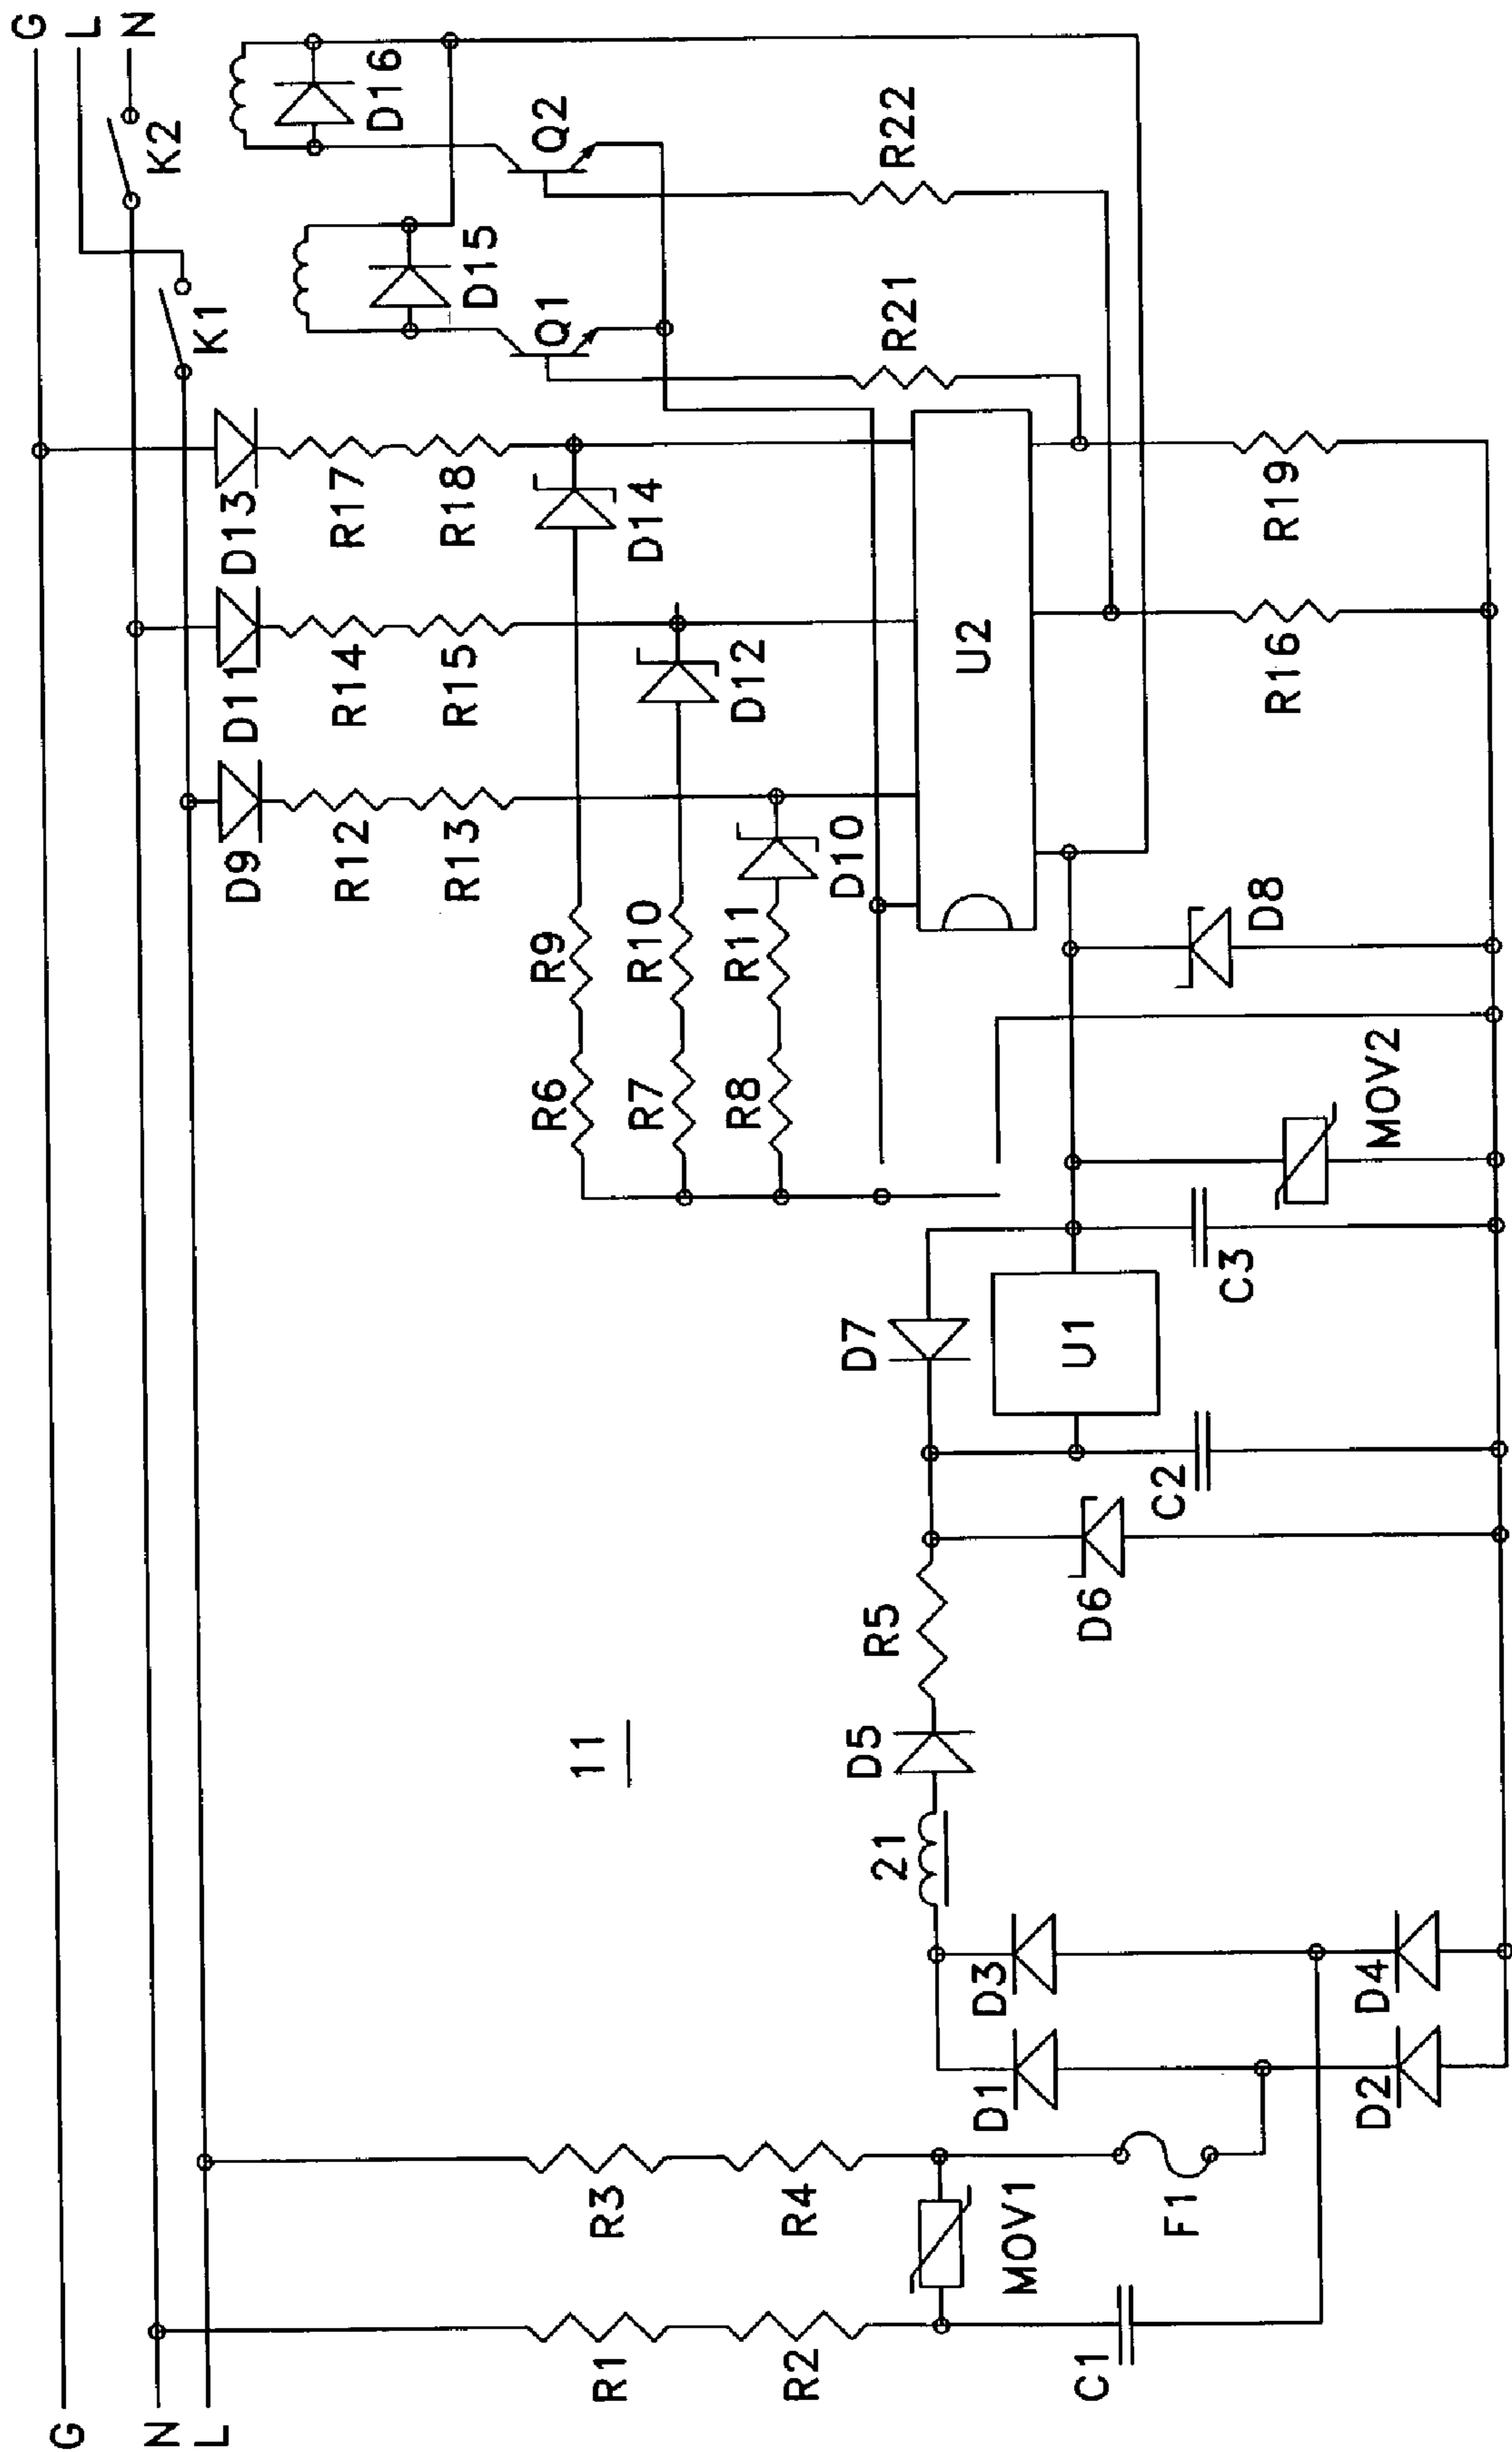 G
N
L
R1
R2
R3
R4
MOV1
C1
F1
D1
D2
D3
D4
21
D5
R5
D6
C2
D7
U1
C3
MOV2
D8
11
R6
R9
R7
R10
R8
R11
D10
D12
D14
D9
D11
D13
R12
R13
R14
R15
R17
R18
U2
R16
R19
R21
R22
Q1
Q2
D15
D16
K1
K2
G
L
N